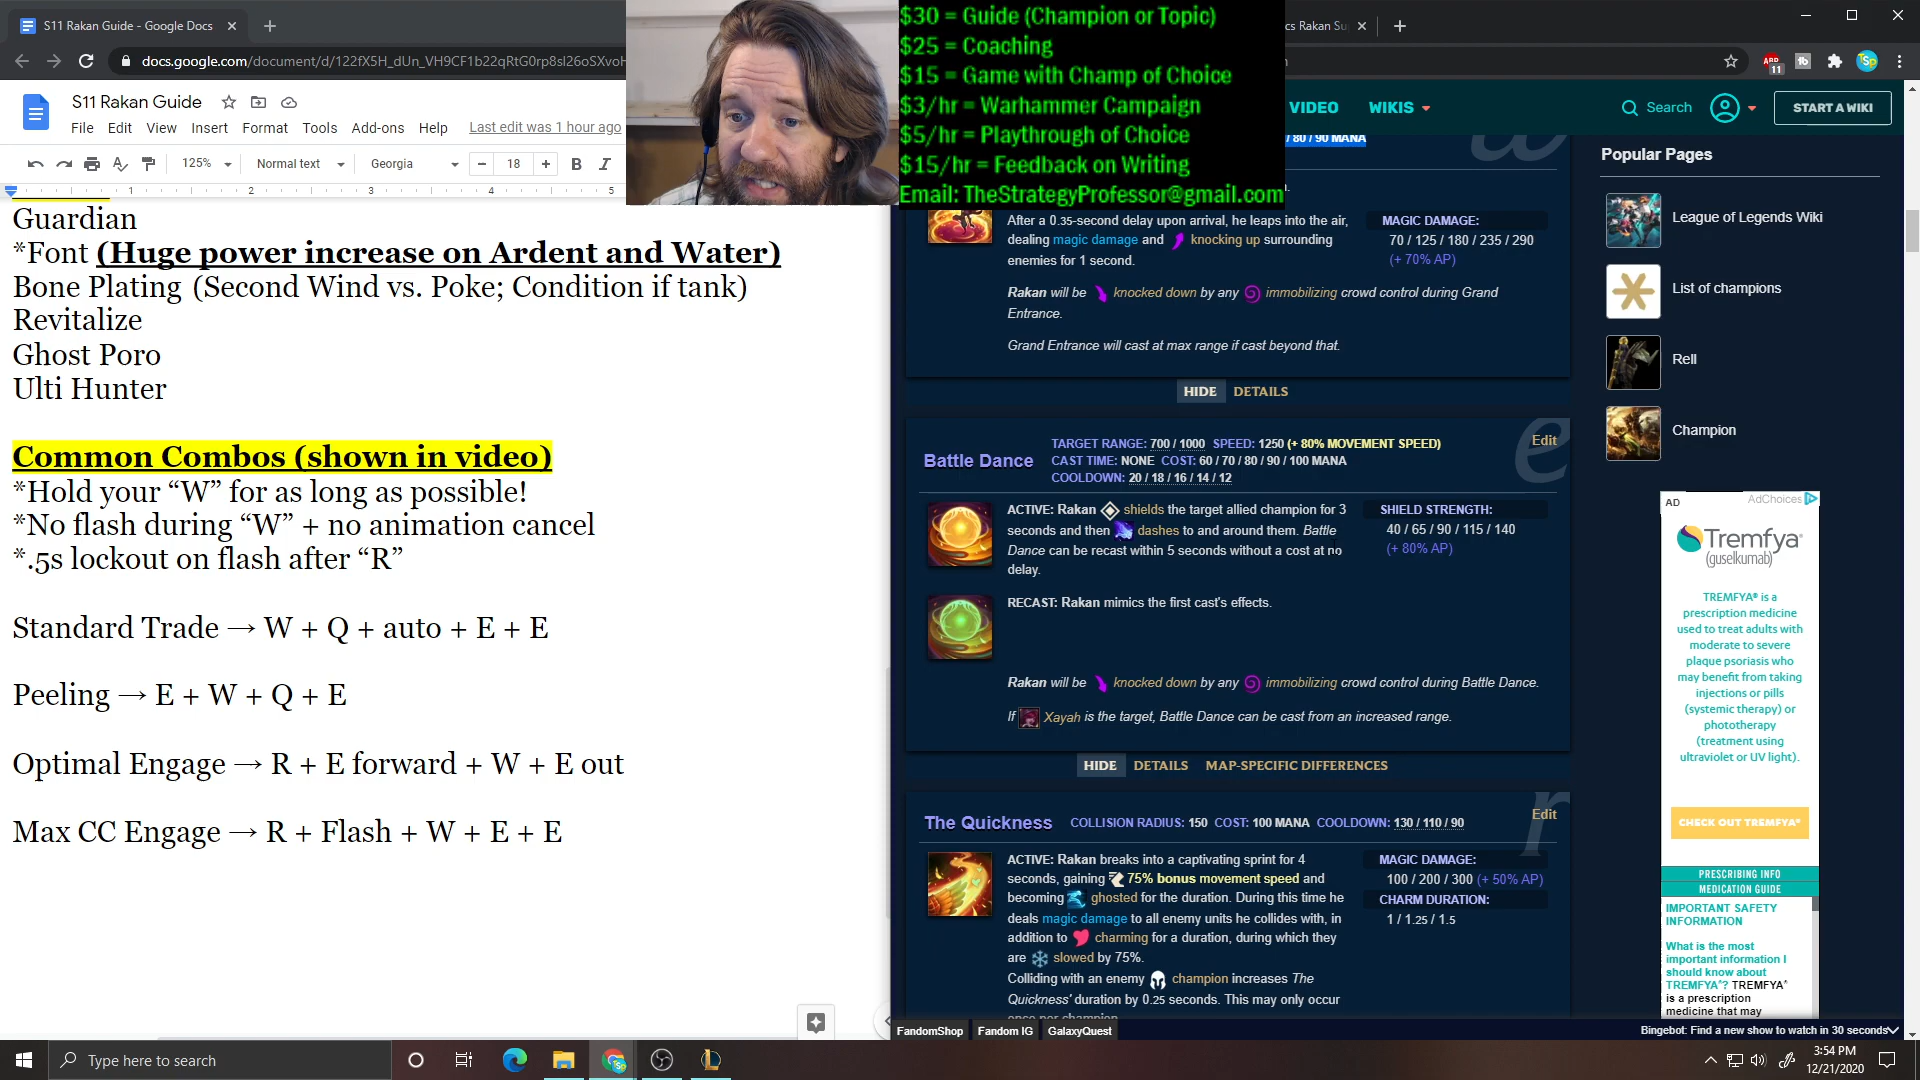 S11 Rakan Guide - Google Docs
cs Rakan Su
docs.google.com/document/d/122fX5H_dUn_VH9CF1b22qRtG0rp8sl26oSXvoH
S11 Rakan Guide
File Edit View Insert Format Tools Add-ons Help Last edit was 1 hour ago
125% Normal text Georgia 18 B I
1 2 3 4 5
$30 = Guide (Champion or Topic)
$25 = Coaching
$15 = Game with Champ of Choice
$3/hr = Warhammer Campaign
$5/hr = Playthrough of Choice
$15/hr = Feedback on Writing
Email: TheStrategyProfessor@gmail.com
Guardian
*Font (Huge power increase on Ardent and Water)
Bone Plating (Second Wind vs. Poke; Condition if tank)
Revitalize
Ghost Poro
Ulti Hunter
Common Combos (shown in video)
*Hold your “W” for as long as possible!
*No flash during “W” + no animation cancel
*.5s lockout on flash after “R”
Standard Trade → W + Q + auto + E + E
Peeling → E + W + Q + E
Optimal Engage → R + E forward + W + E out
Max CC Engage → R + Flash + W + E + E
ABP
11
VIDEO WIKIS Search START A WIKI
/ 80 / 90 MANA
After a 0.35-second delay upon arrival, he leaps into the air,
dealing magic damage and knocking up surrounding
enemies for 1 second.
MAGIC DAMAGE:
70 / 125 / 180 / 235 / 290
(+ 70% AP)
Rakan will be knocked down by any immobilizing crowd control during Grand
Entrance.
Grand Entrance will cast at max range if cast beyond that.
HIDE DETAILS
Battle Dance
TARGET RANGE: 700 / 1000 SPEED: 1250 (+ 80% MOVEMENT SPEED)
CAST TIME: NONE COST: 60 / 70 / 80 / 90 / 100 MANA
COOLDOWN: 20 / 18 / 16 / 14 / 12
Edit
e
ACTIVE: Rakan shields the target allied champion for 3
seconds and then dashes to and around them. Battle
Dance can be recast within 5 seconds without a cost at no
delay.
SHIELD STRENGTH:
40 / 65 / 90 / 115 / 140
(+ 80% AP)
RECAST: Rakan mimics the first cast's effects.
Rakan will be knocked down by any immobilizing crowd control during Battle Dance.
If Xayah is the target, Battle Dance can be cast from an increased range.
HIDE DETAILS MAP-SPECIFIC DIFFERENCES
The Quickness COLLISION RADIUS: 150 COST: 100 MANA COOLDOWN: 130 / 110 / 90
Edit
r
ACTIVE: Rakan breaks into a captivating sprint for 4
seconds, gaining 75% bonus movement speed and
becoming ghosted for the duration. During this time he
deals magic damage to all enemy units he collides with, in
addition to charming for a duration, during which they
are slowed by 75%.
Colliding with an enemy champion increases The
Quickness' duration by 0.25 seconds. This may only occur
once per champion.
MAGIC DAMAGE:
100 / 200 / 300 (+ 50% AP)
CHARM DURATION:
1 / 1.25 / 1.5
Popular Pages
League of Legends Wiki
List of champions
Rell
Champion
AD AdChoices
Tremfya
(guselkumab)
TREMFYA® is a
prescription medicine
used to treat adults with
moderate to severe
plaque psoriasis who
may benefit from taking
injections or pills
(systemic therapy) or
phototherapy
(treatment using
ultraviolet or UV light).
CHECK OUT TREMFYA®
PRESCRIBING INFO
MEDICATION GUIDE
IMPORTANT SAFETY
INFORMATION
What is the most
important information I
should know about
TREMFYA®? TREMFYA®
is a prescription
medicine that may
FandomShop Fandom IG GalaxyQuest
Bingebot: Find a new show to watch in 30 seconds
Type here to search
3:54 PM
12/21/2020